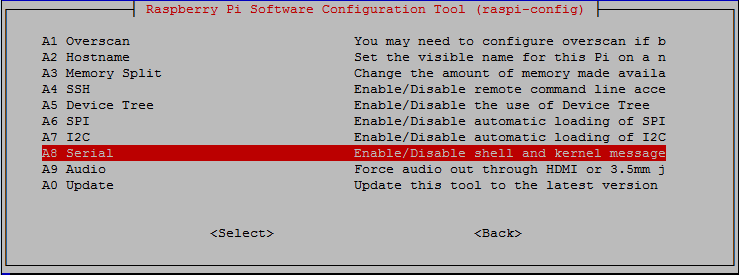 Raspberry Pi Software Configuration Tool (raspi-config)
A1 Overscan You may need to configure overscan if b
A2 Hostname Set the visible name for this Pi on a n
A3 Memory Split Change the amount of memory made availa
A4 SSH Enable/Disable remote command line acce
A5 Device Tree Enable/Disable the use of Device Tree
A6 SPI Enable/Disable automatic loading of SPI
A7 I2C Enable/Disable automatic loading of I2C
A8 Serial Enable/Disable shell and kernel message
A9 Audio Force audio out through HDMI or 3.5mm j
A0 Update Update this tool to the latest version
<Select> <Back>